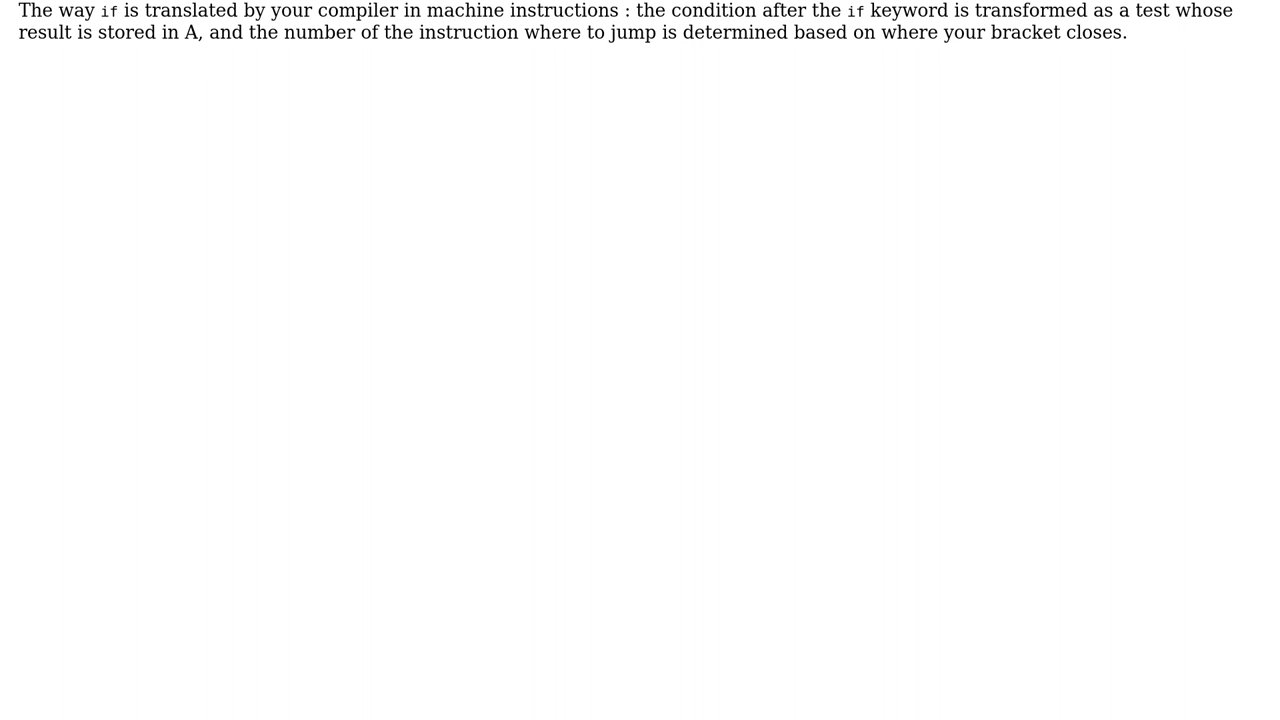 The way if is translated by your compiler in machine instructions : the condition after the if keyword is transformed as a test whose
result is stored in A, and the number of the instruction where to jump is determined based on where your bracket closes.